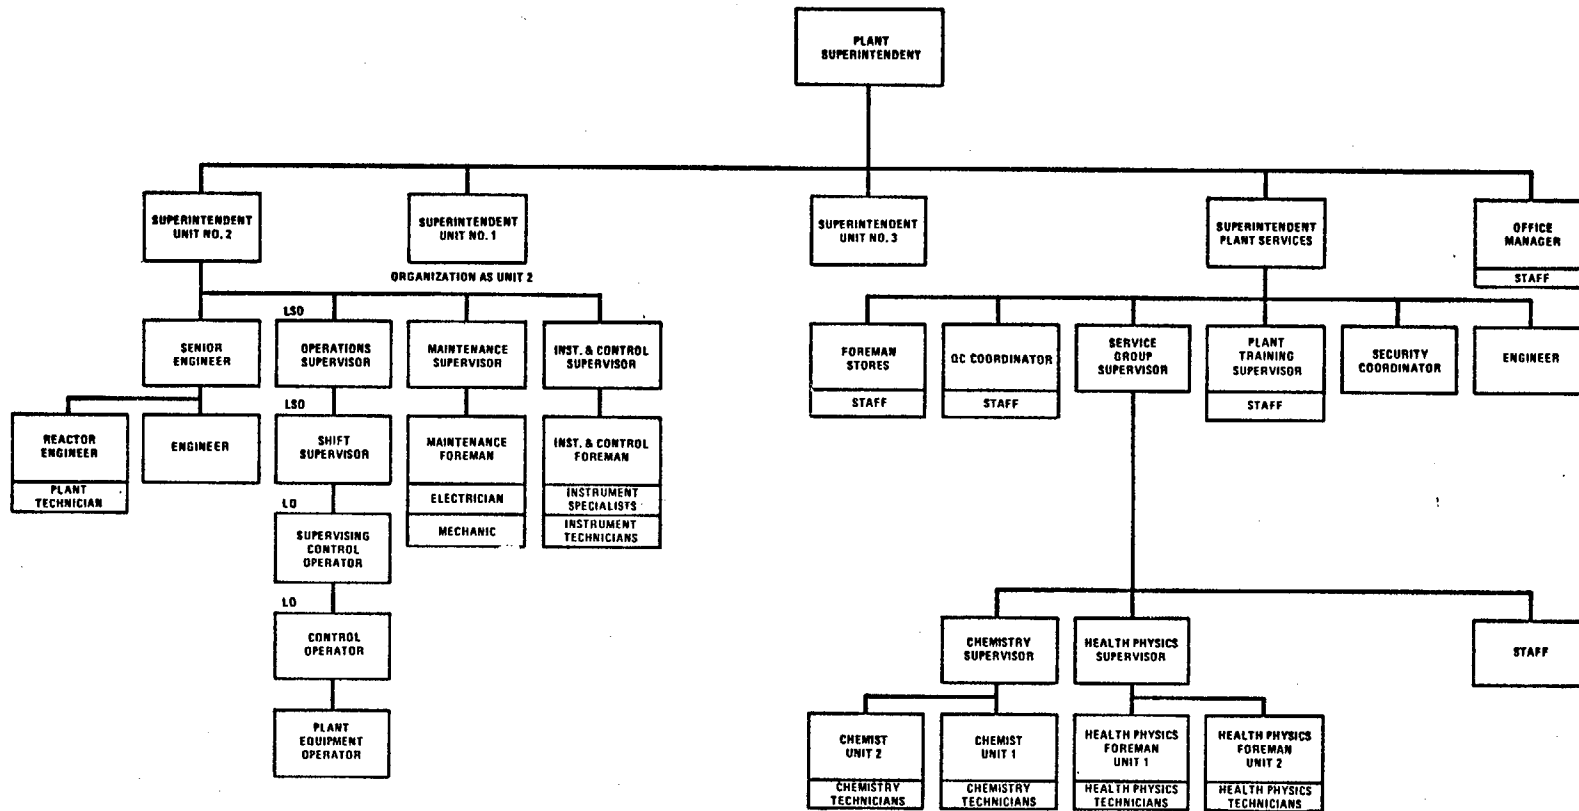 PLANT
SUPERINTENDENT
SUPERINTENDENT
UNIT NO. 2
SUPERINTENDENT
UNIT NO. 1
SUPERINTENDENT
UNIT NO. 3
SUPERINTENDENT
PLANT SERVICES
OFFICE
MANAGER
STAFF
ORGANIZATION AS UNIT 2
SENIOR
ENGINEER
LSO
OPERATIONS
SUPERVISOR
MAINTENANCE
SUPERVISOR
INST. & CONTROL
SUPERVISOR
FOREMAN
STORES
STAFF
QC COORDINATOR
STAFF
SERVICE
GROUP
SUPERVISOR
PLANT
TRAINING
SUPERVISOR
STAFF
SECURITY
COORDINATOR
ENGINEER
REACTOR
ENGINEER
PLANT
TECHNICIAN
ENGINEER
LSO
SHIFT
SUPERVISOR
MAINTENANCE
FOREMAN
ELECTRICIAN
MECHANIC
INST. & CONTROL
FOREMAN
INSTRUMENT
SPECIALISTS
INSTRUMENT
TECHNICIANS
LO
SUPERVISING
CONTROL
OPERATOR
LO
CONTROL
OPERATOR
PLANT
EQUIPMENT
OPERATOR
CHEMISTRY
SUPERVISOR
HEALTH PHYSICS
SUPERVISOR
STAFF
CHEMIST
UNIT 2
CHEMISTRY
TECHNICIANS
CHEMIST
UNIT 1
CHEMISTRY
TECHNICIANS
HEALTH PHYSICS
FOREMAN
UNIT 1
HEALTH PHYSICS
TECHNICIANS
HEALTH PHYSICS
FOREMAN
UNIT 2
HEALTH PHYSICS
TECHNICIANS